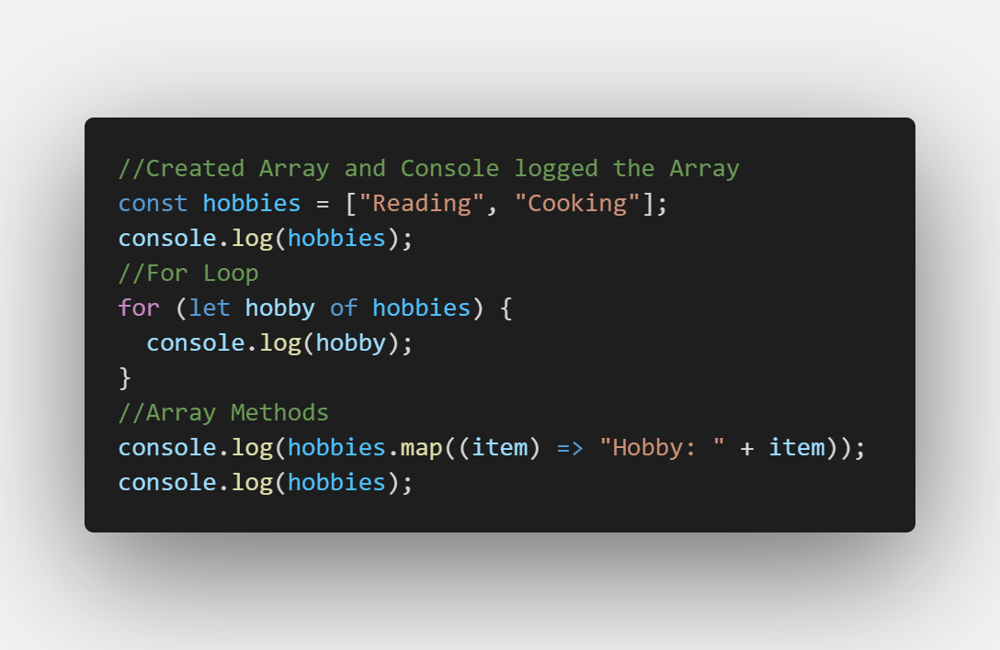 //Created Array and Console logged the Array
const hobbies = ["Reading", "Cooking"];
console.log(hobbies);
//For Loop
for (let hobby of hobbies) {
  console.log(hobby);
}
//Array Methods
console.log(hobbies.map((item) => "Hobby: " + item));
console.log(hobbies);